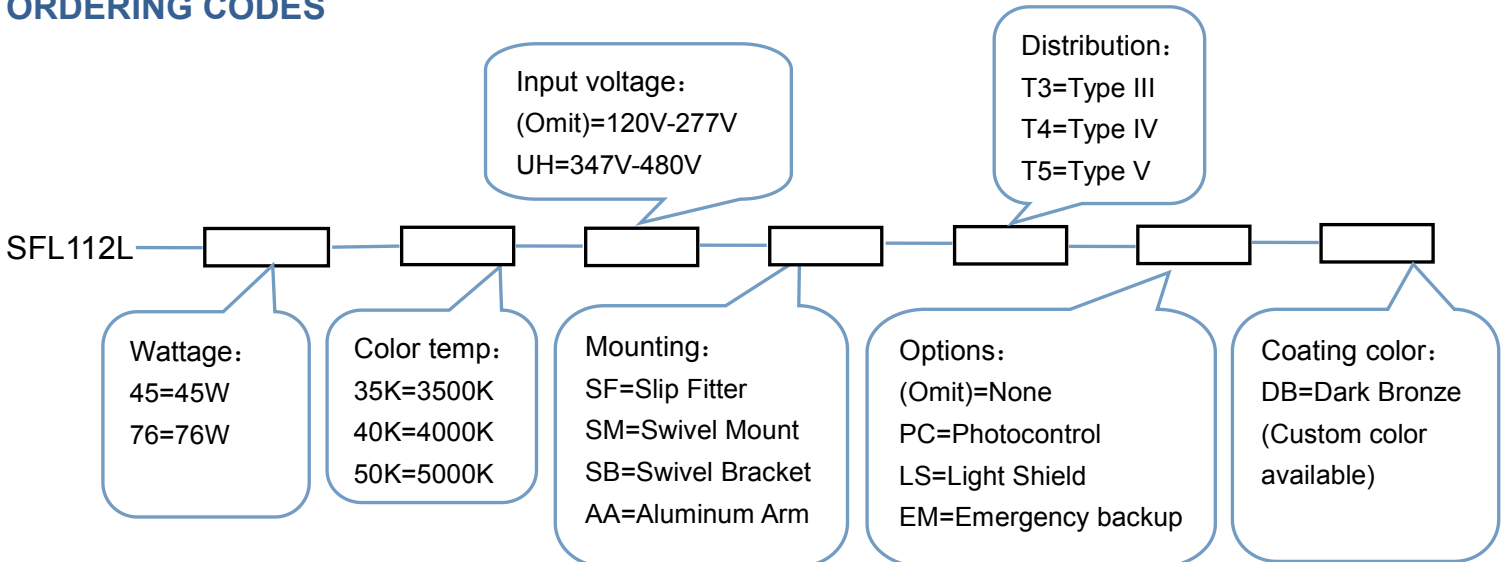 ORDERING CODES
Input voltage：
(Omit)=120V-277V
UH=347V-480V
Distribution：
T3=Type III
T4=Type IV
T5=Type V
SFL112L
Wattage：
45=45W
76=76W
Color temp：
35K=3500K
40K=4000K
50K=5000K
Mounting：
SF=Slip Fitter
SM=Swivel Mount
SB=Swivel Bracket
AA=Aluminum Arm
Options：
(Omit)=None
PC=Photocontrol
LS=Light Shield
EM=Emergency backup
Coating color：
DB=Dark Bronze
(Custom color
available)